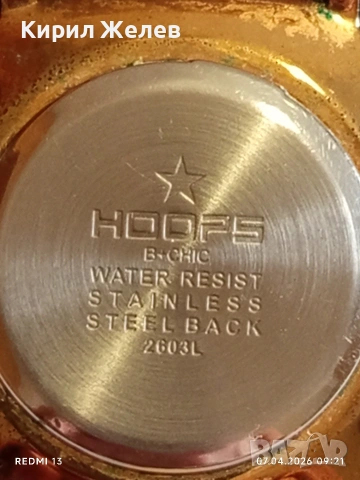 Кирил Желев
HOOPS
B-CHIC
WATER RESIST
STAINLESS
STEEL BACK
2603L
REDMI 13
07.04.2026 09:21